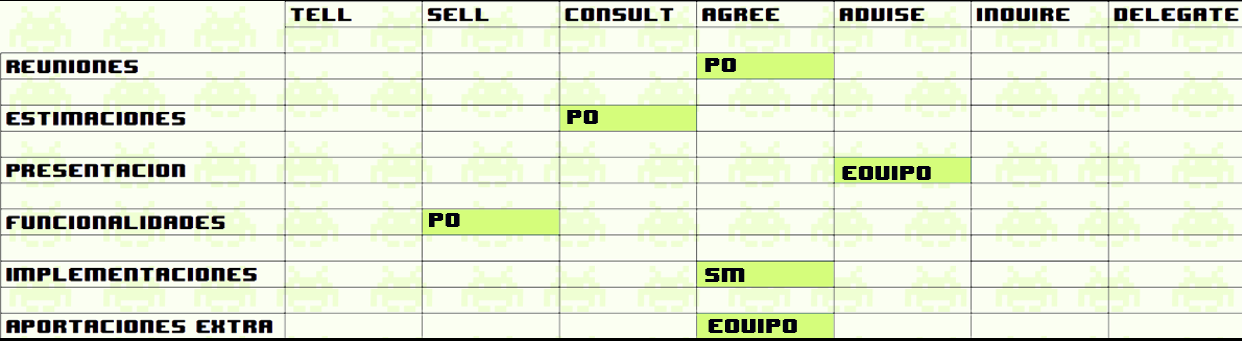 TELL SELL CONSULT AGREE ADVISE INQUIRE DELEGATE
REUNIONES PO
ESTIMACIONES PO
PRESENTACION EQUIPO
FUNCIONALIDADES PO
IMPLEMENTACIONES SM
APORTACIONES EXTRA EQUIPO